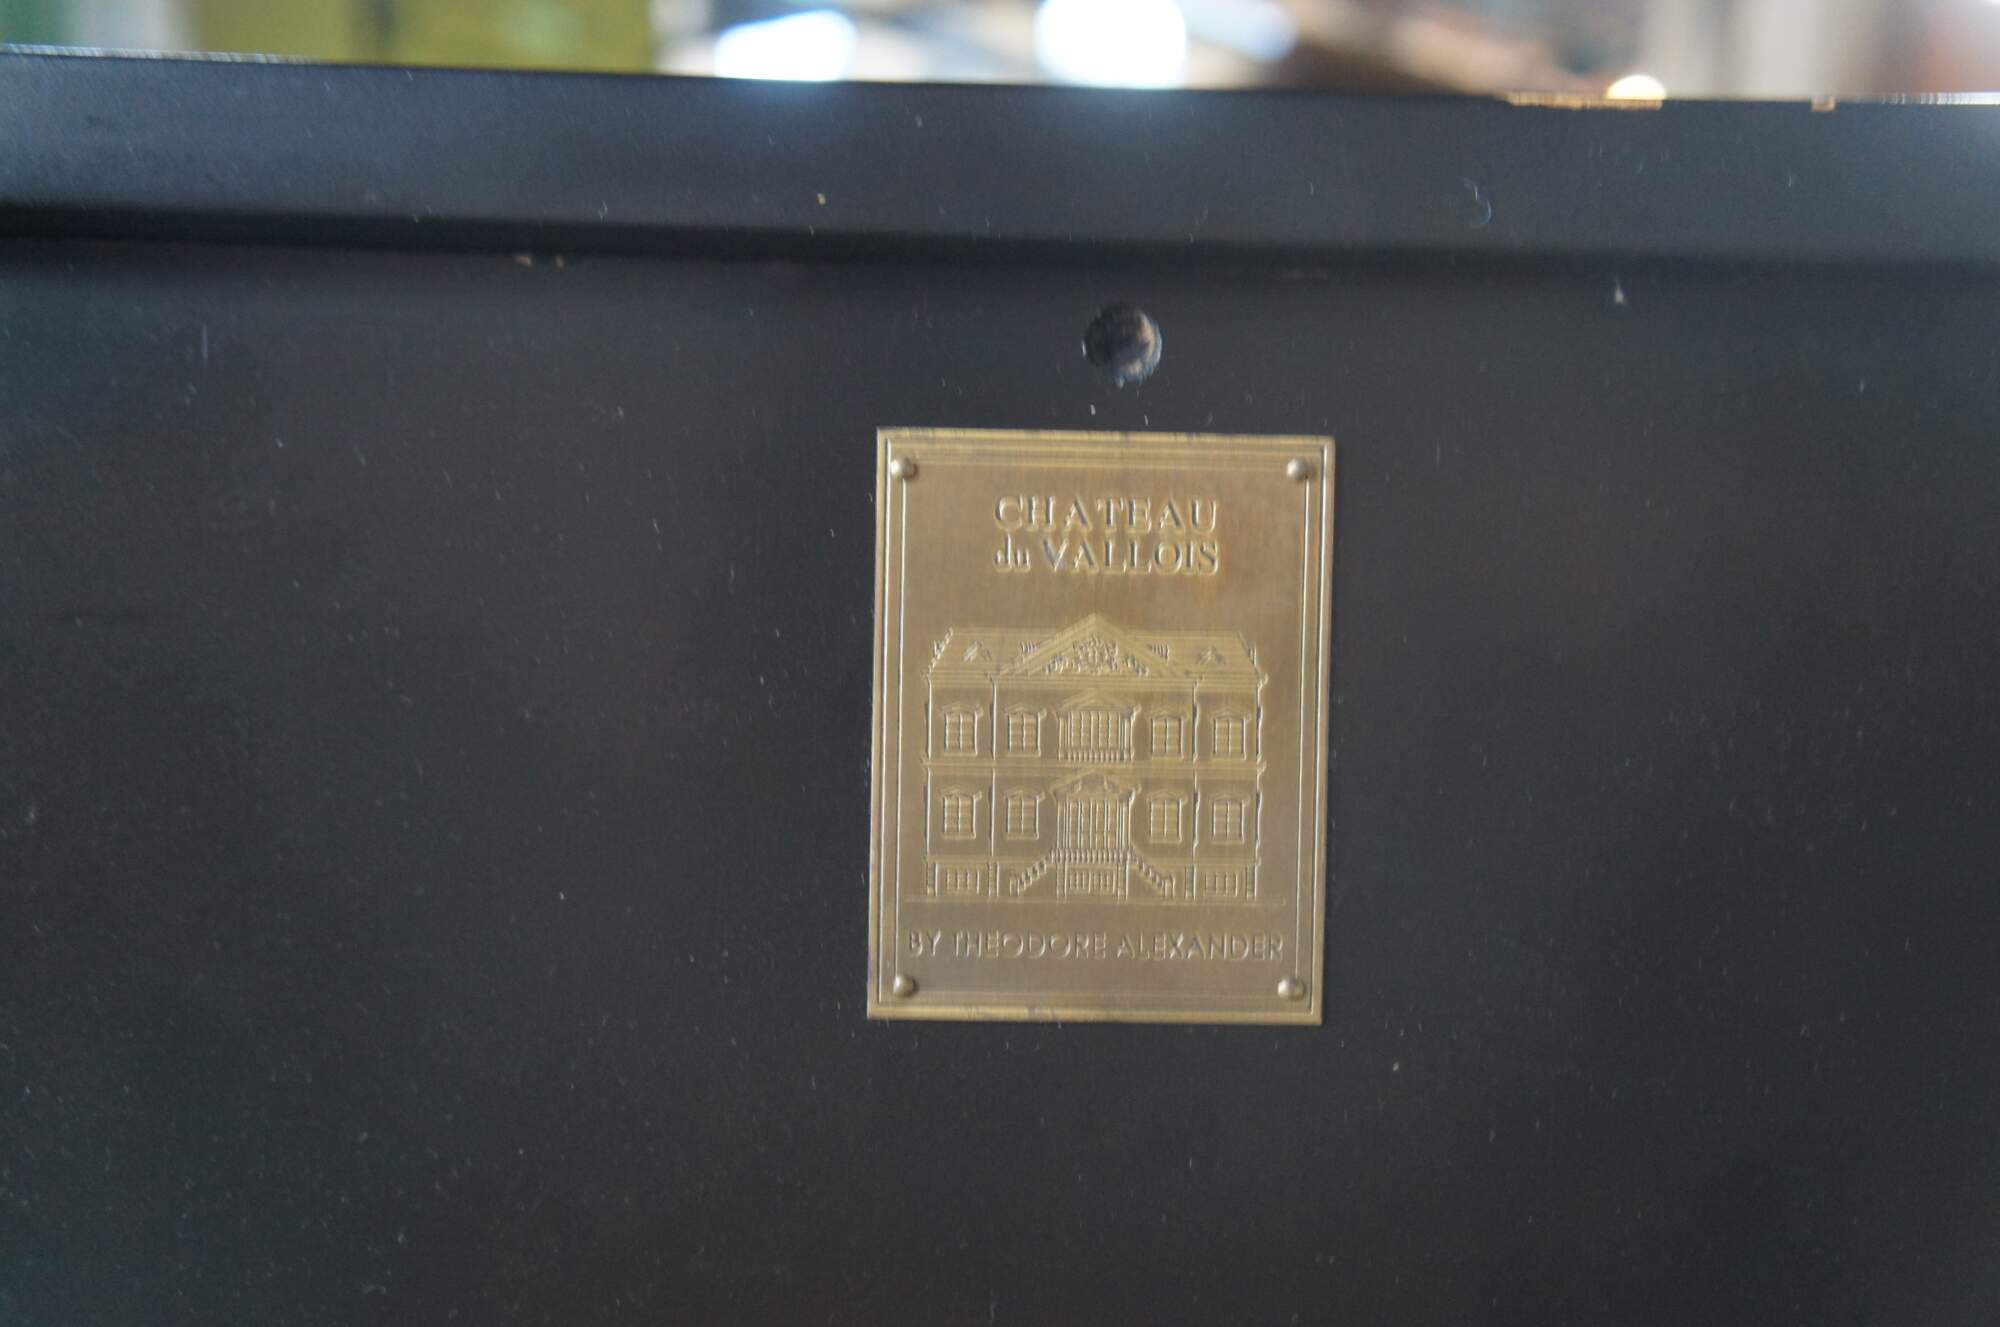 CHATEAU
du VALLOIS
BY THEODORE ALEXANDER